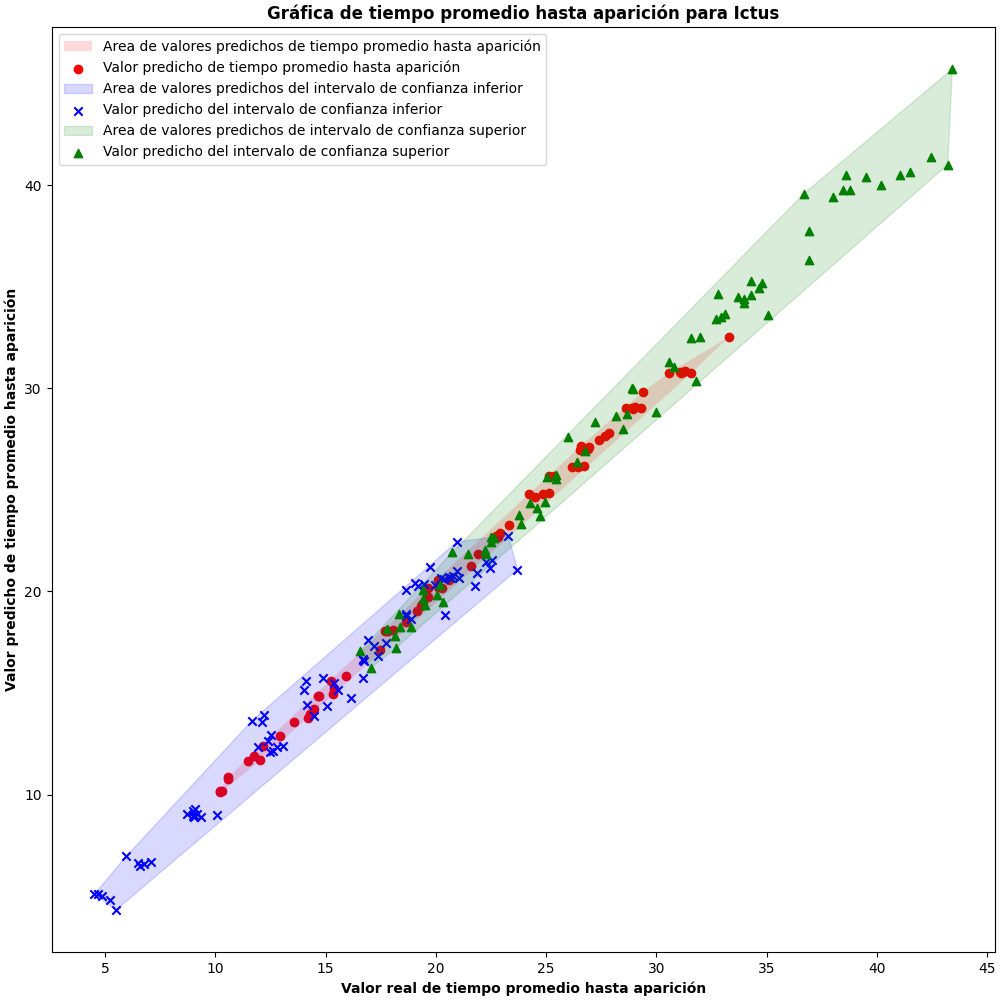 Gráfica de tiempo promedio hasta aparición para Ictus
Area de valores predichos de tiempo promedio hasta aparición
Valor predicho de tiempo promedio hasta aparición
Area de valores predichos del intervalo de confianza inferior
Valor predicho del intervalo de confianza inferior
Area de valores predichos de intervalo de confianza superior
Valor predicho del intervalo de confianza superior
Valor predicho de tiempo promedio hasta aparición
40
30
20
10
5 10 15 20 25 30 35 40 45
Valor real de tiempo promedio hasta aparición